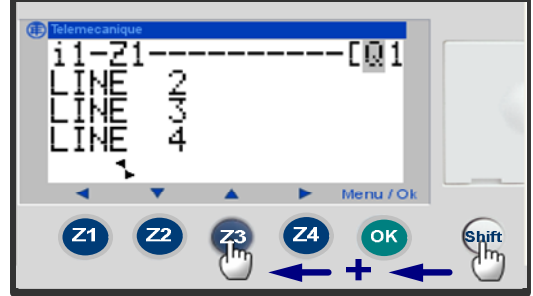 Telemecanique
i1-Z1-------------[Q1
LINE 2
LINE 3
LINE 4
Menu / Ok
Z1 Z2 Z3 Z4 OK Shift
+